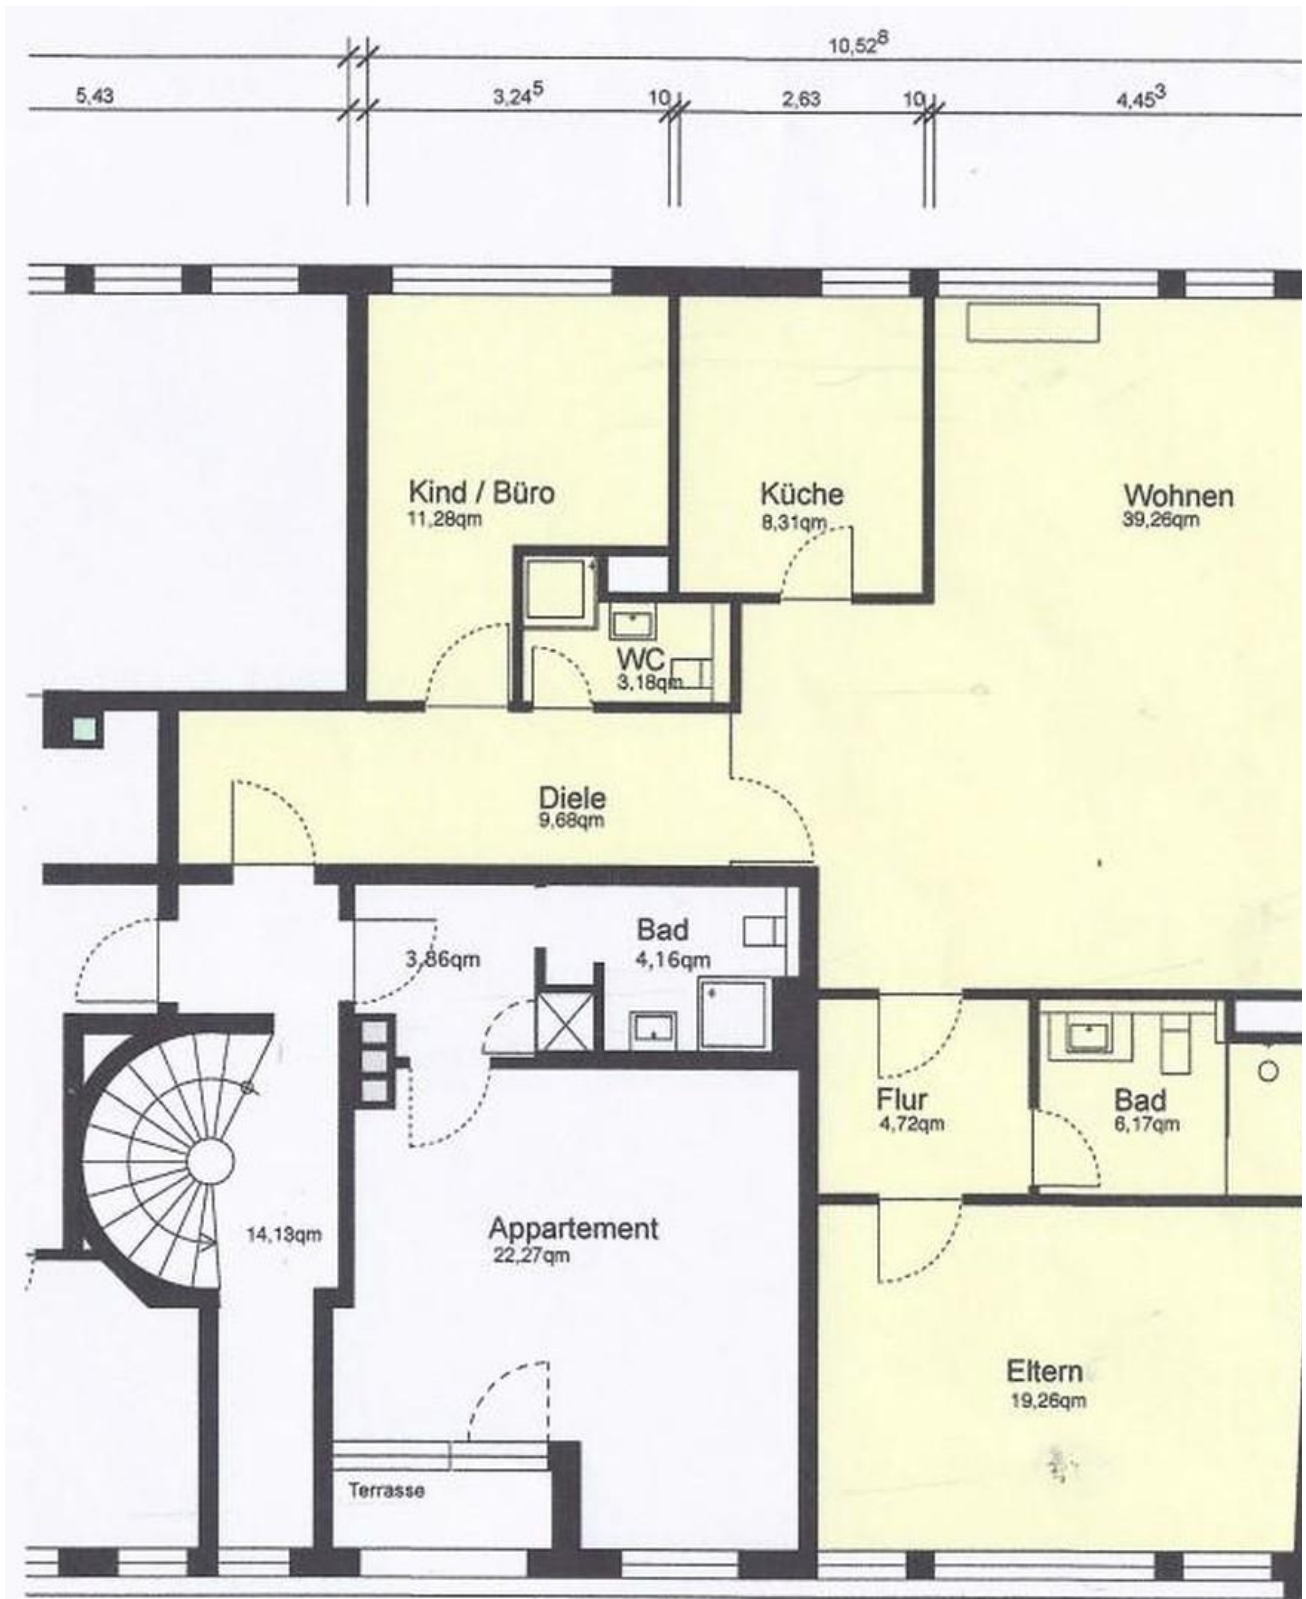 10,52⁸
5,43
3,24⁵
10
2,63
10
4,45³
Kind / Büro
11,28qm
Küche
8,31qm
Wohnen
39,26qm
WC
3,18qm
Diele
9,68qm
Bad
4,16qm
3,86qm
Flur
4,72qm
Bad
6,17qm
14,13qm
Appartement
22,27qm
Eltern
19,26qm
Terrasse